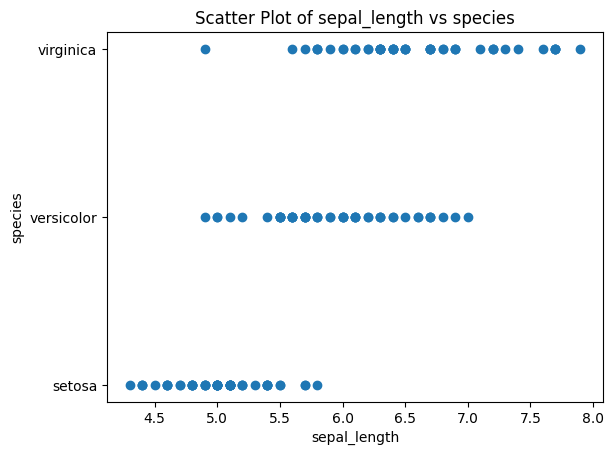 Scatter Plot of sepal_length vs species
virginica
versicolor
setosa
species
4.5 5.0 5.5 6.0 6.5 7.0 7.5 8.0
sepal_length